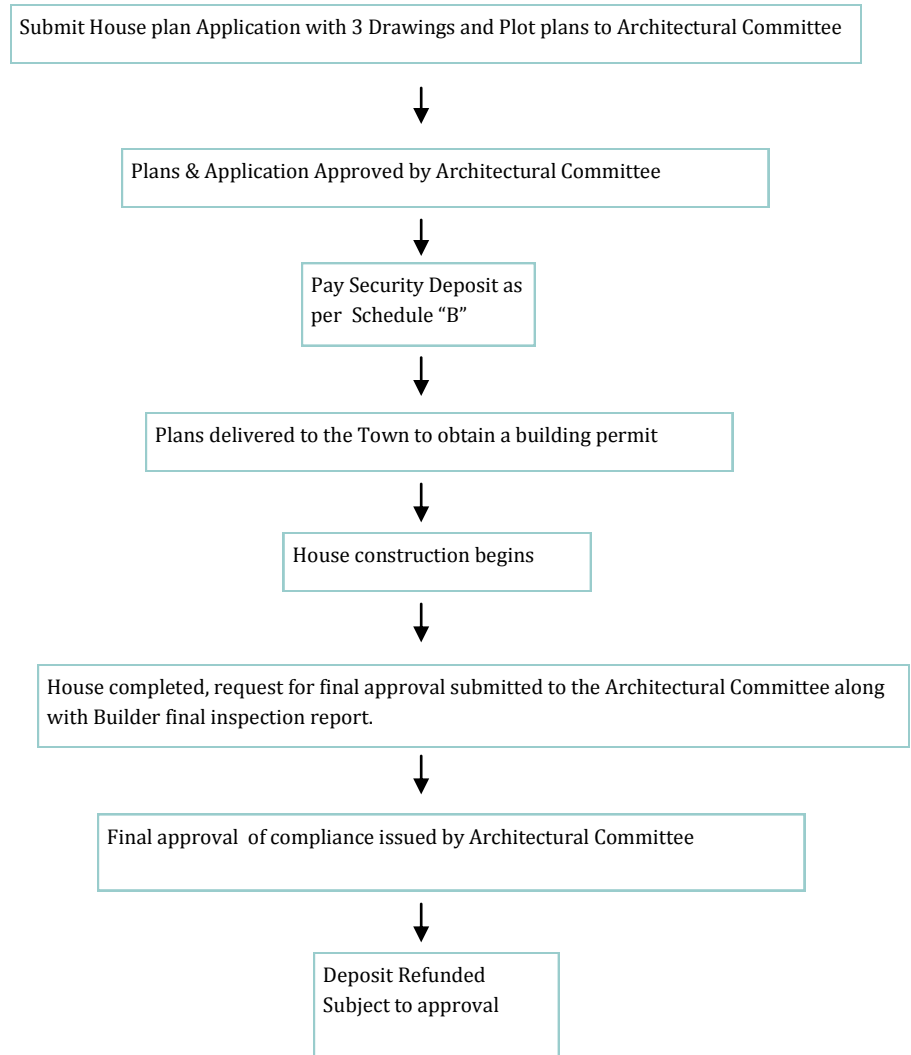 Submit House plan Application with 3 Drawings and Plot plans to Architectural Committee
Plans & Application Approved by Architectural Committee
Pay Security Deposit as
per Schedule “B”
Plans delivered to the Town to obtain a building permit
House construction begins
House completed, request for final approval submitted to the Architectural Committee along
with Builder final inspection report.
Final approval of compliance issued by Architectural Committee
Deposit Refunded
Subject to approval